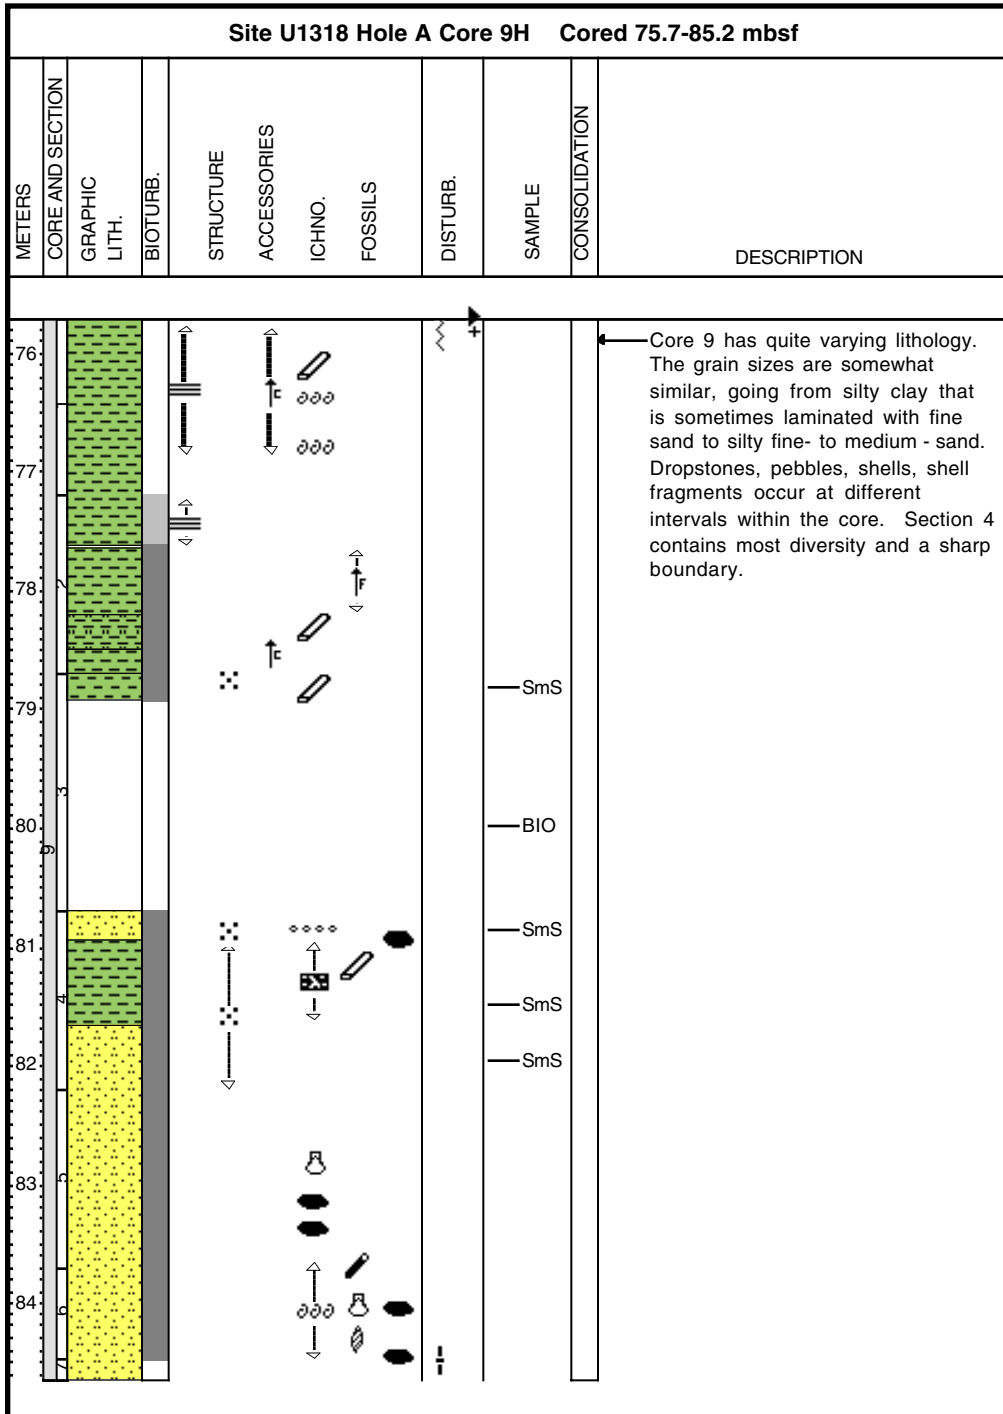 Site U1318 Hole A Core 9H Cored 75.7-85.2 mbsf
METERS
CORE AND SECTION
GRAPHIC LITH.
BIOTURB.
STRUCTURE
ACCESSORIES
ICHNO.
FOSSILS
DISTURB.
SAMPLE
CONSOLIDATION
DESCRIPTION
Core 9 has quite varying lithology.
The grain sizes are somewhat
similar, going from silty clay that
is sometimes laminated with fine
sand to silty fine- to medium - sand.
Dropstones, pebbles, shells, shell
fragments occur at different
intervals within the core. Section 4
contains most diversity and a sharp
boundary.
76
1
C
77
78
2
F
C
79
SmS
3
80
BIO
9
81
SmS
4
SmS
82
SmS
5
83
84
6
7